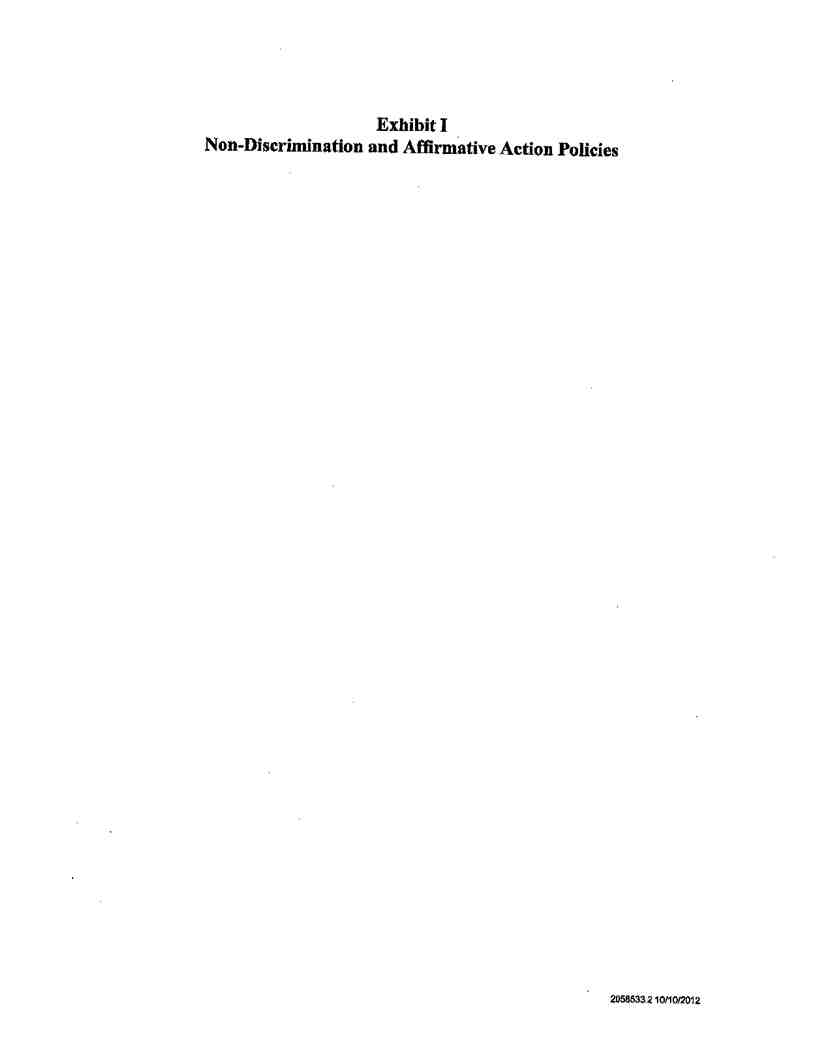 Exhibit I
Non-Discrimination and Affirmative Action Policies
2058533.2 10/10/2012